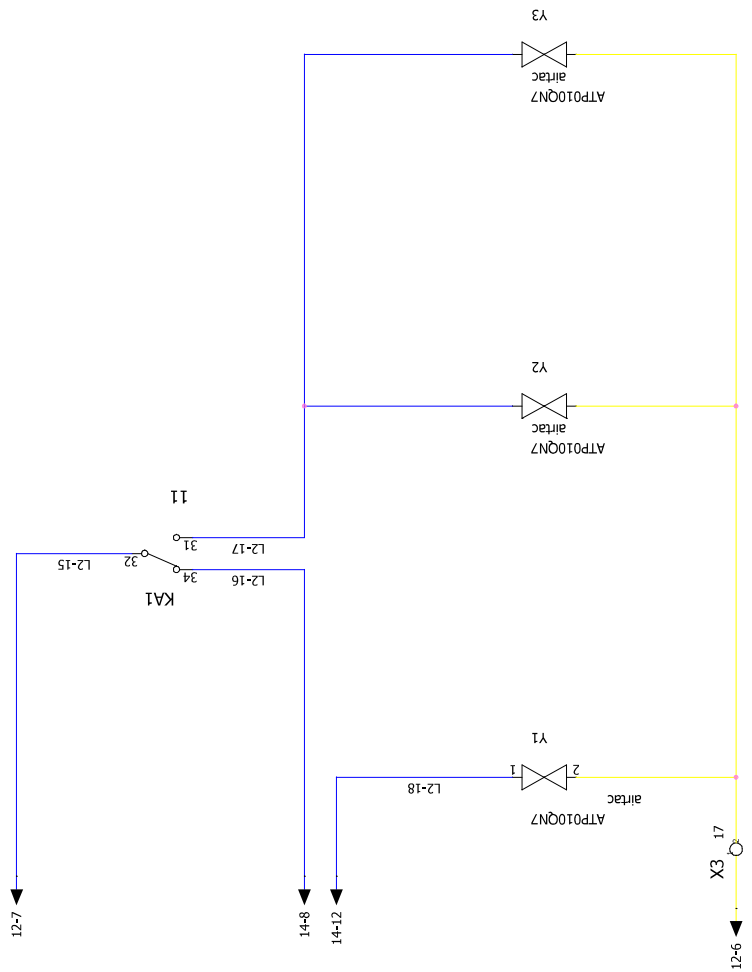 Y3
airtac
ATP010QN7
Y2
airtac
ATP010QN7
11
31
L2-17
L2-15
32
34
L2-16
KA1
Y1
1
2
L2-18
airtac
ATP010QN7
17
X3
12-7
14-8
14-12
12-6